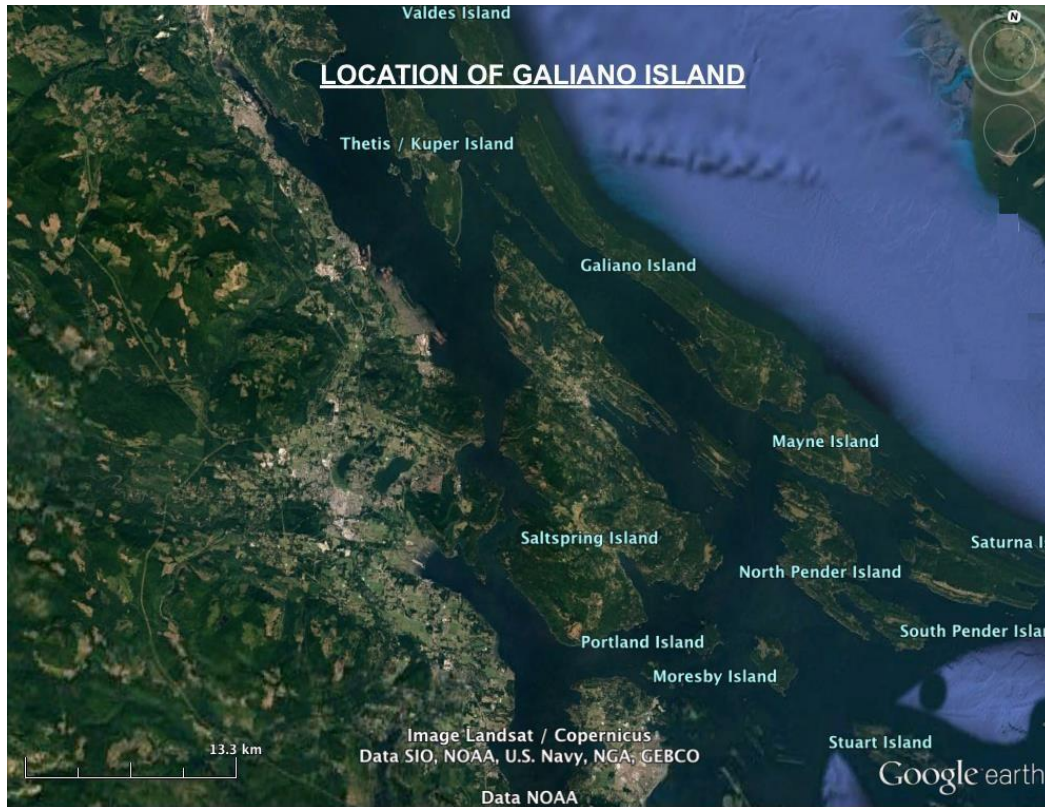 Valdes Island
N
LOCATION OF GALIANO ISLAND
Thetis / Kuper Island
Galiano Island
Mayne Island
Saltspring Island
Saturna Is
North Pender Island
South Pender Islan
Portland Island
Moresby Island
Image Landsat / Copernicus
Data SIO, NOAA, U.S. Navy, NGA, GEBCO
Stuart Island
13.3 km
Google earth
Data NOAA